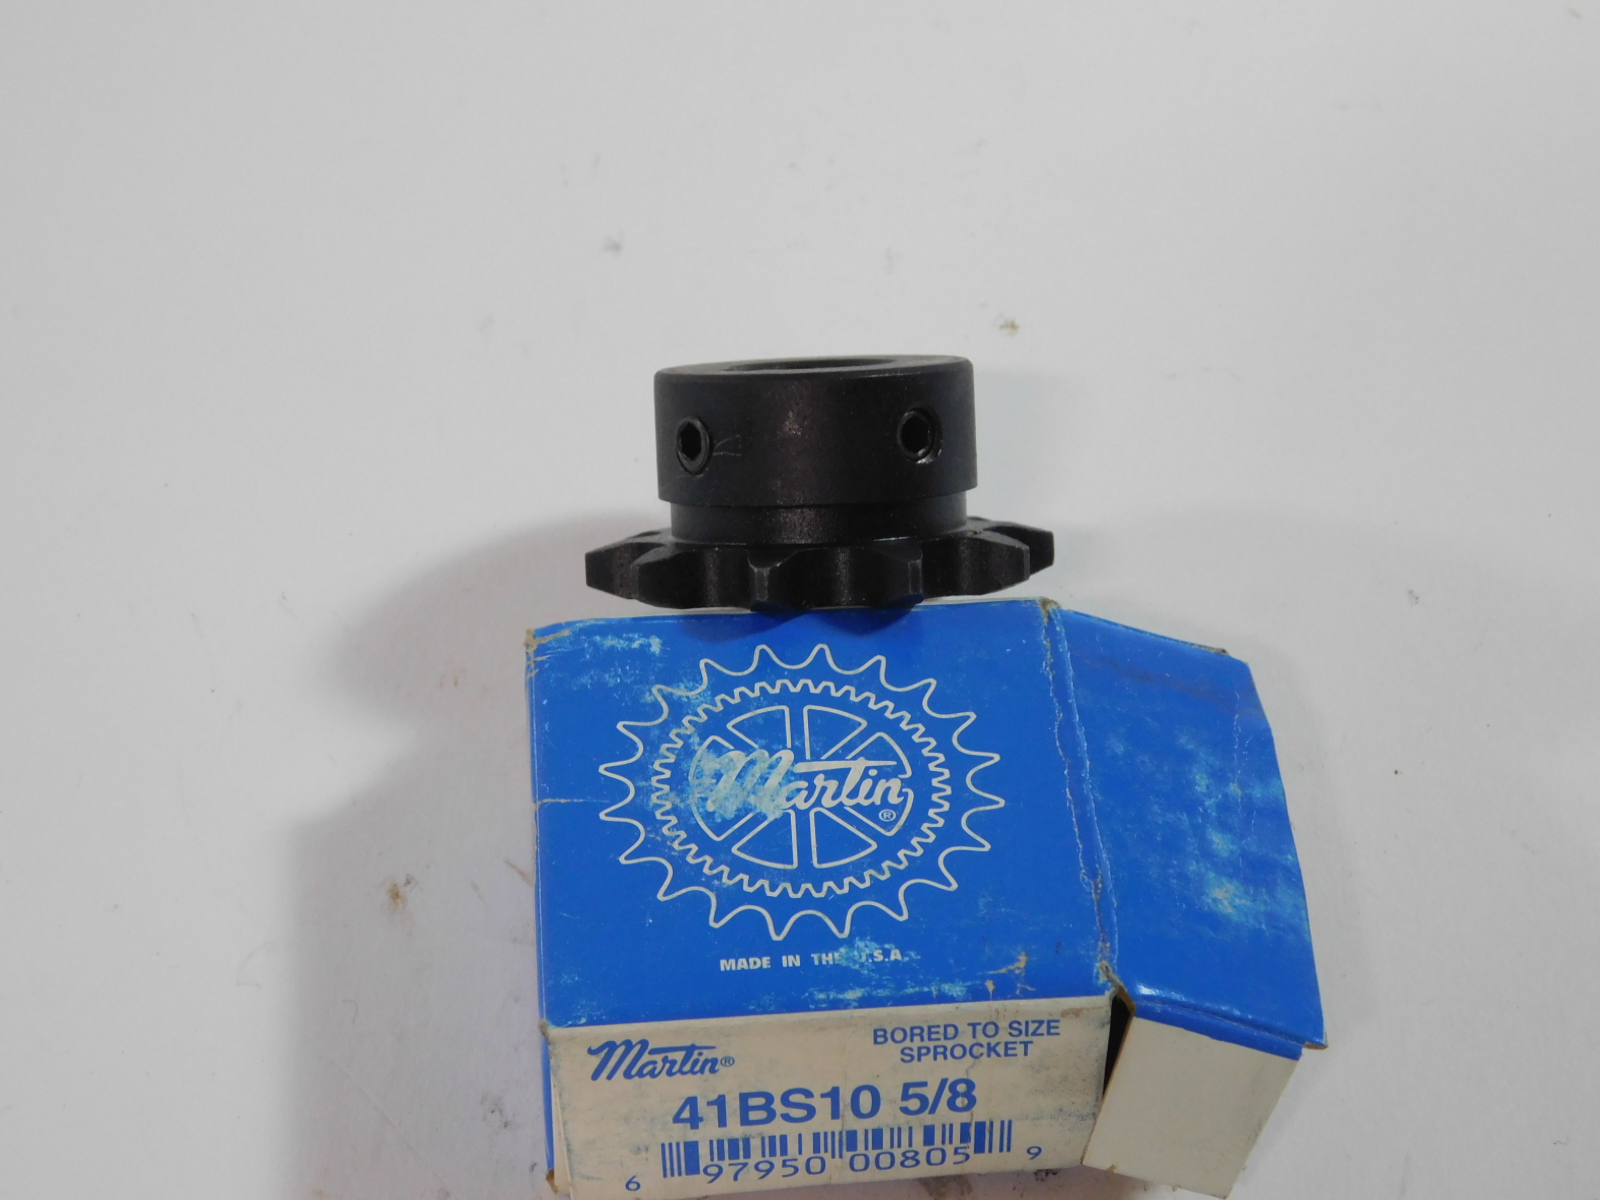 Martin®
MADE IN THE U.S.A.
Martin®
BORED TO SIZE
SPROCKET
41BS10 5/8
6 97950 00805 9